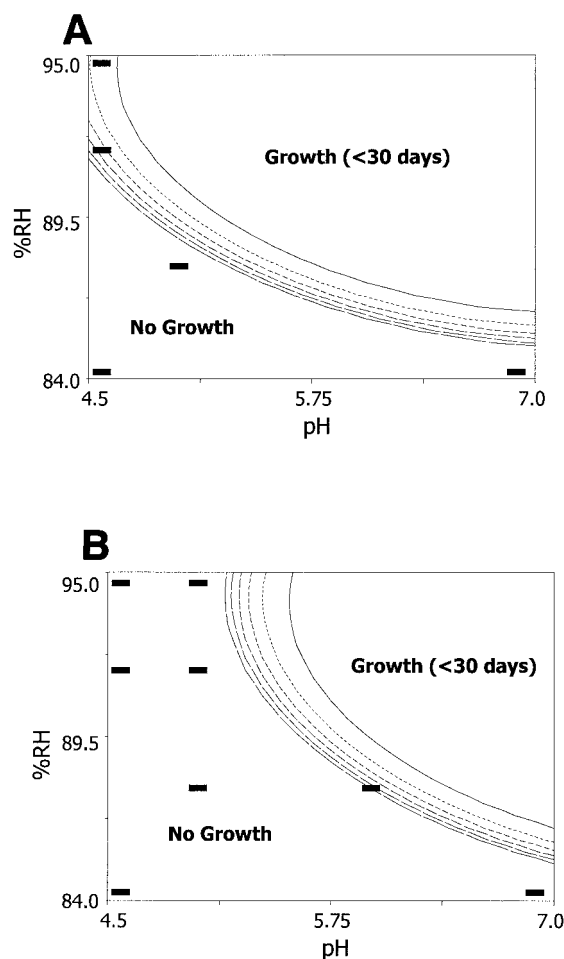 A
95.0
Growth (<30 days)
89.5
%RH
No Growth
84.0
4.5 5.75 7.0
pH
B
95.0
Growth (<30 days)
89.5
%RH
No Growth
84.0
4.5 5.75 7.0
pH